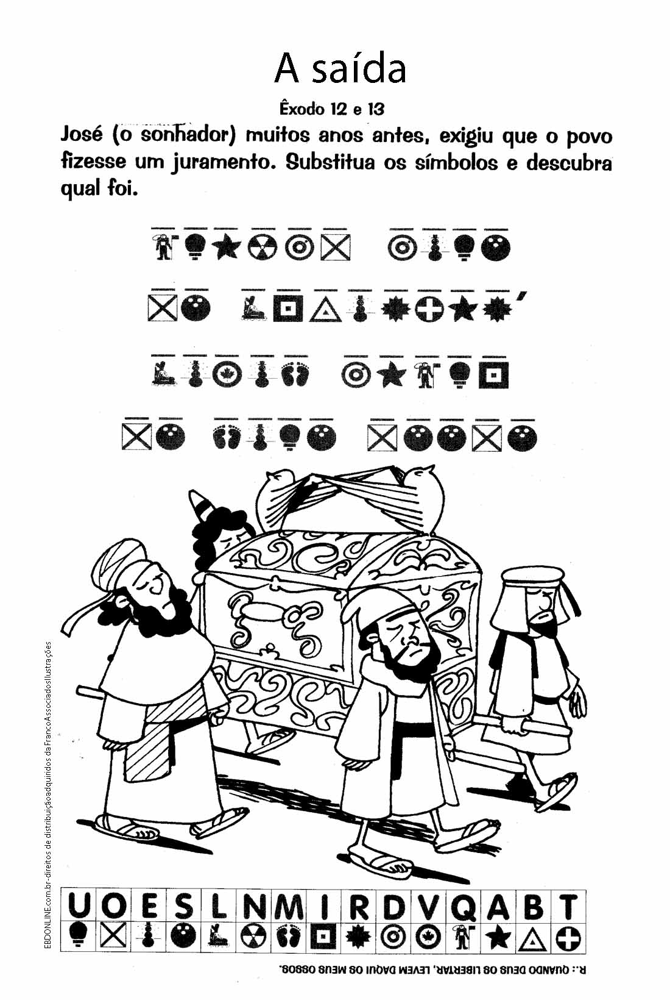 A saída
Êxodo 12 e 13
José (o sonhador) muitos anos antes, exigiu que o povo
fizesse um juramento. Substitua os símbolos e descubra
qual foi.
,
EBDONLINE.com.br-direitos de distribuiçãoadquiridos da FrancoAssociadosIlustrações
U O E S L N M I R D V Q A B T
R.: QUANDO DEUS OS LIBERTAR, LEVEM DAQUI OS MEUS OSSOS.